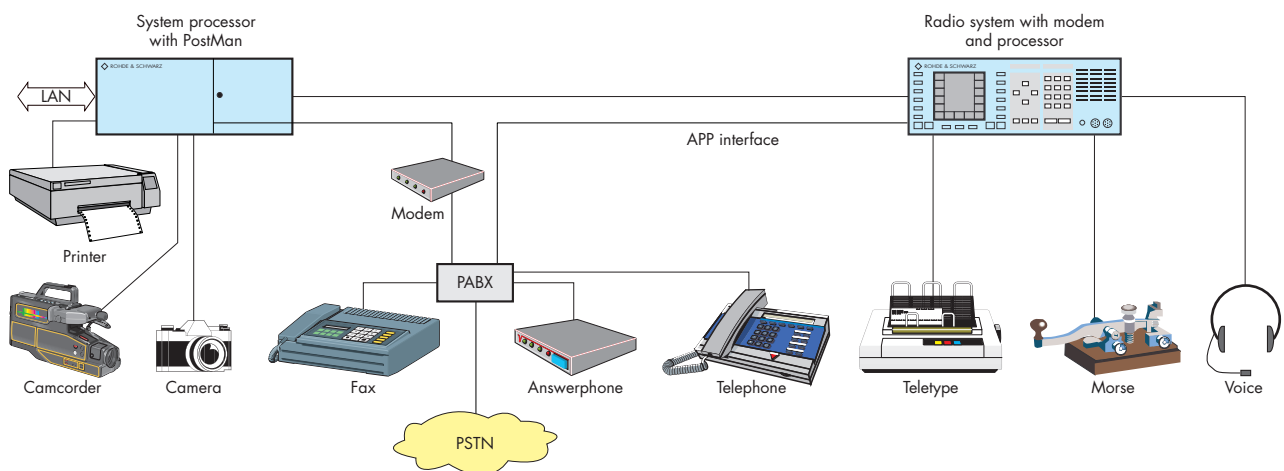 System processor
with PostMan
Radio system with modem
and processor
ROHDE & SCHWARZ
ROHDE & SCHWARZ
LAN
APP interface
Modem
Printer
PABX
Camcorder
Camera
Fax
Answerphone
Telephone
Teletype
Morse
Voice
PSTN